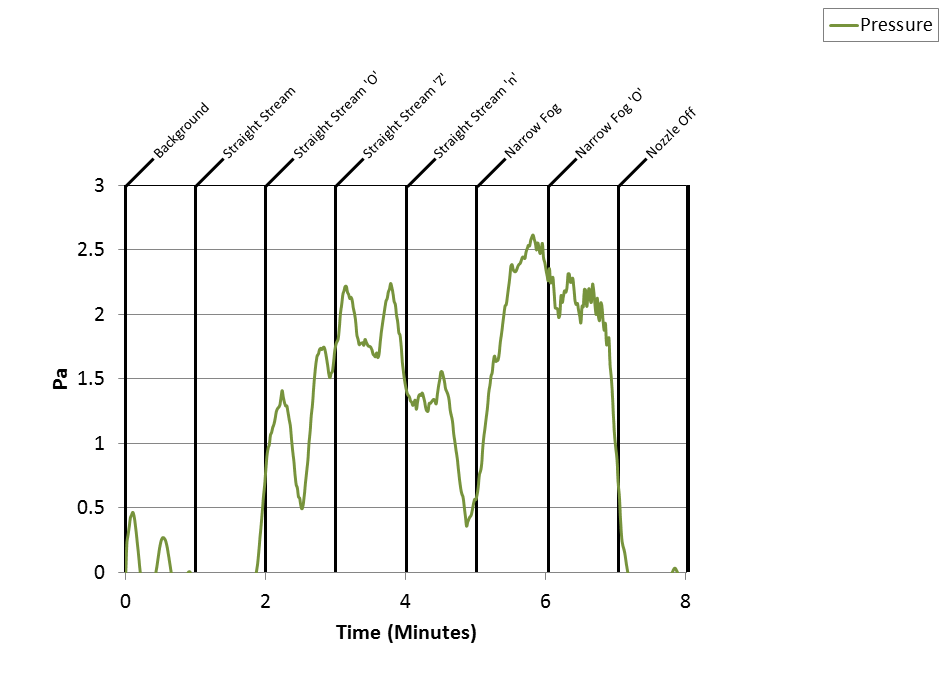 Pressure
Background
Straight Stream
Straight Stream 'O'
Straight Stream 'Z'
Straight Stream 'n'
Narrow Fog
Narrow Fog 'O'
Nozzle Off
3
2.5
2
1.5
1
0.5
0
Pa
0 2 4 6 8
Time (Minutes)